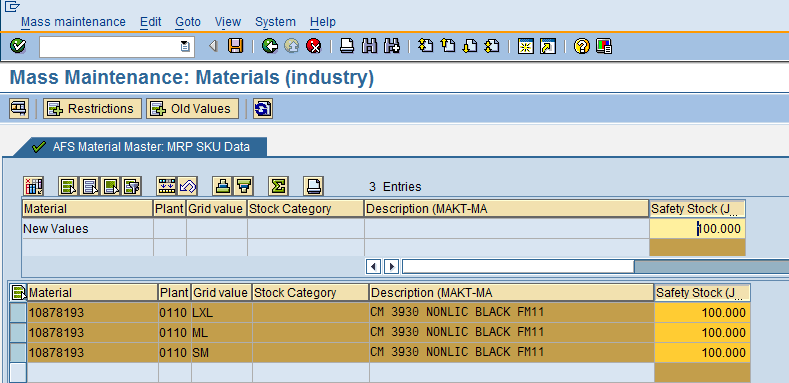 Mass maintenance Edit Goto View System Help
Mass Maintenance: Materials (industry)
Restrictions Old Values
AFS Material Master: MRP SKU Data
3 Entries
Material Plant Grid value Stock Category Description (MAKT-MA Safety Stock (J...
New Values 100.000
Material Plant Grid value Stock Category Description (MAKT-MA Safety Stock (J...
10878193 0110 LXL CM 3930 NONLIC BLACK FM11 100.000
10878193 0110 ML CM 3930 NONLIC BLACK FM11 100.000
10878193 0110 SM CM 3930 NONLIC BLACK FM11 100.000